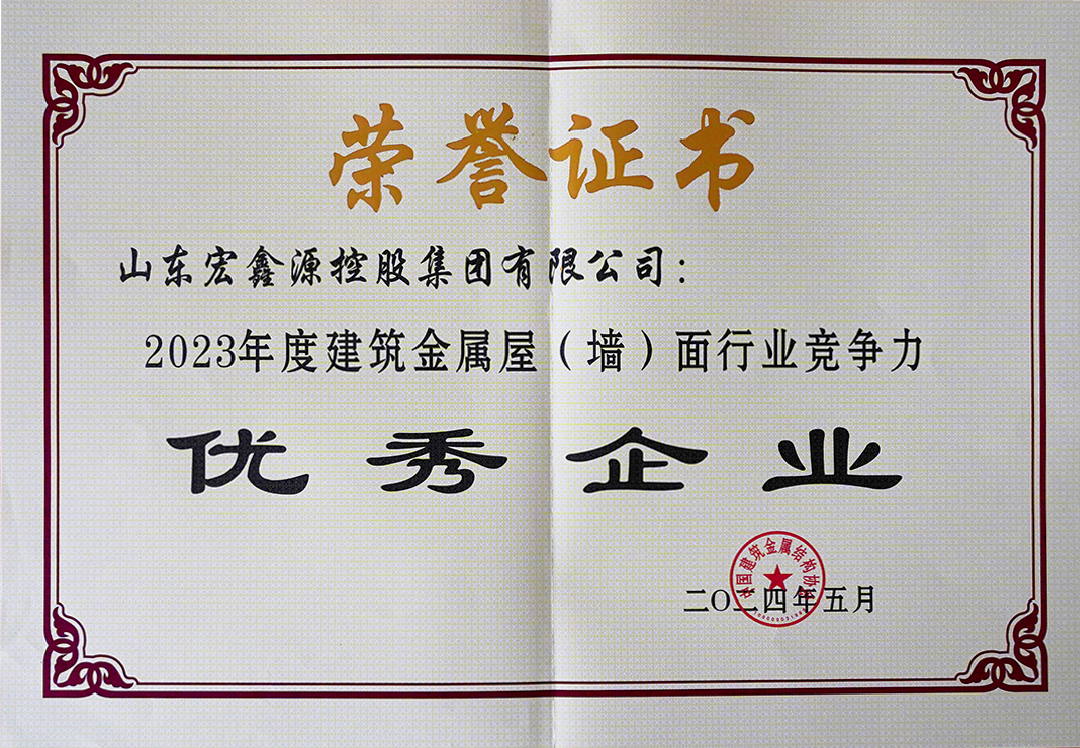 荣誉证书
山东宏鑫源控股集团有限公司：
2023年度建筑金属屋（墙）面行业竞争力
优秀企业
中国建筑金属结构协会
二〇二四年五月